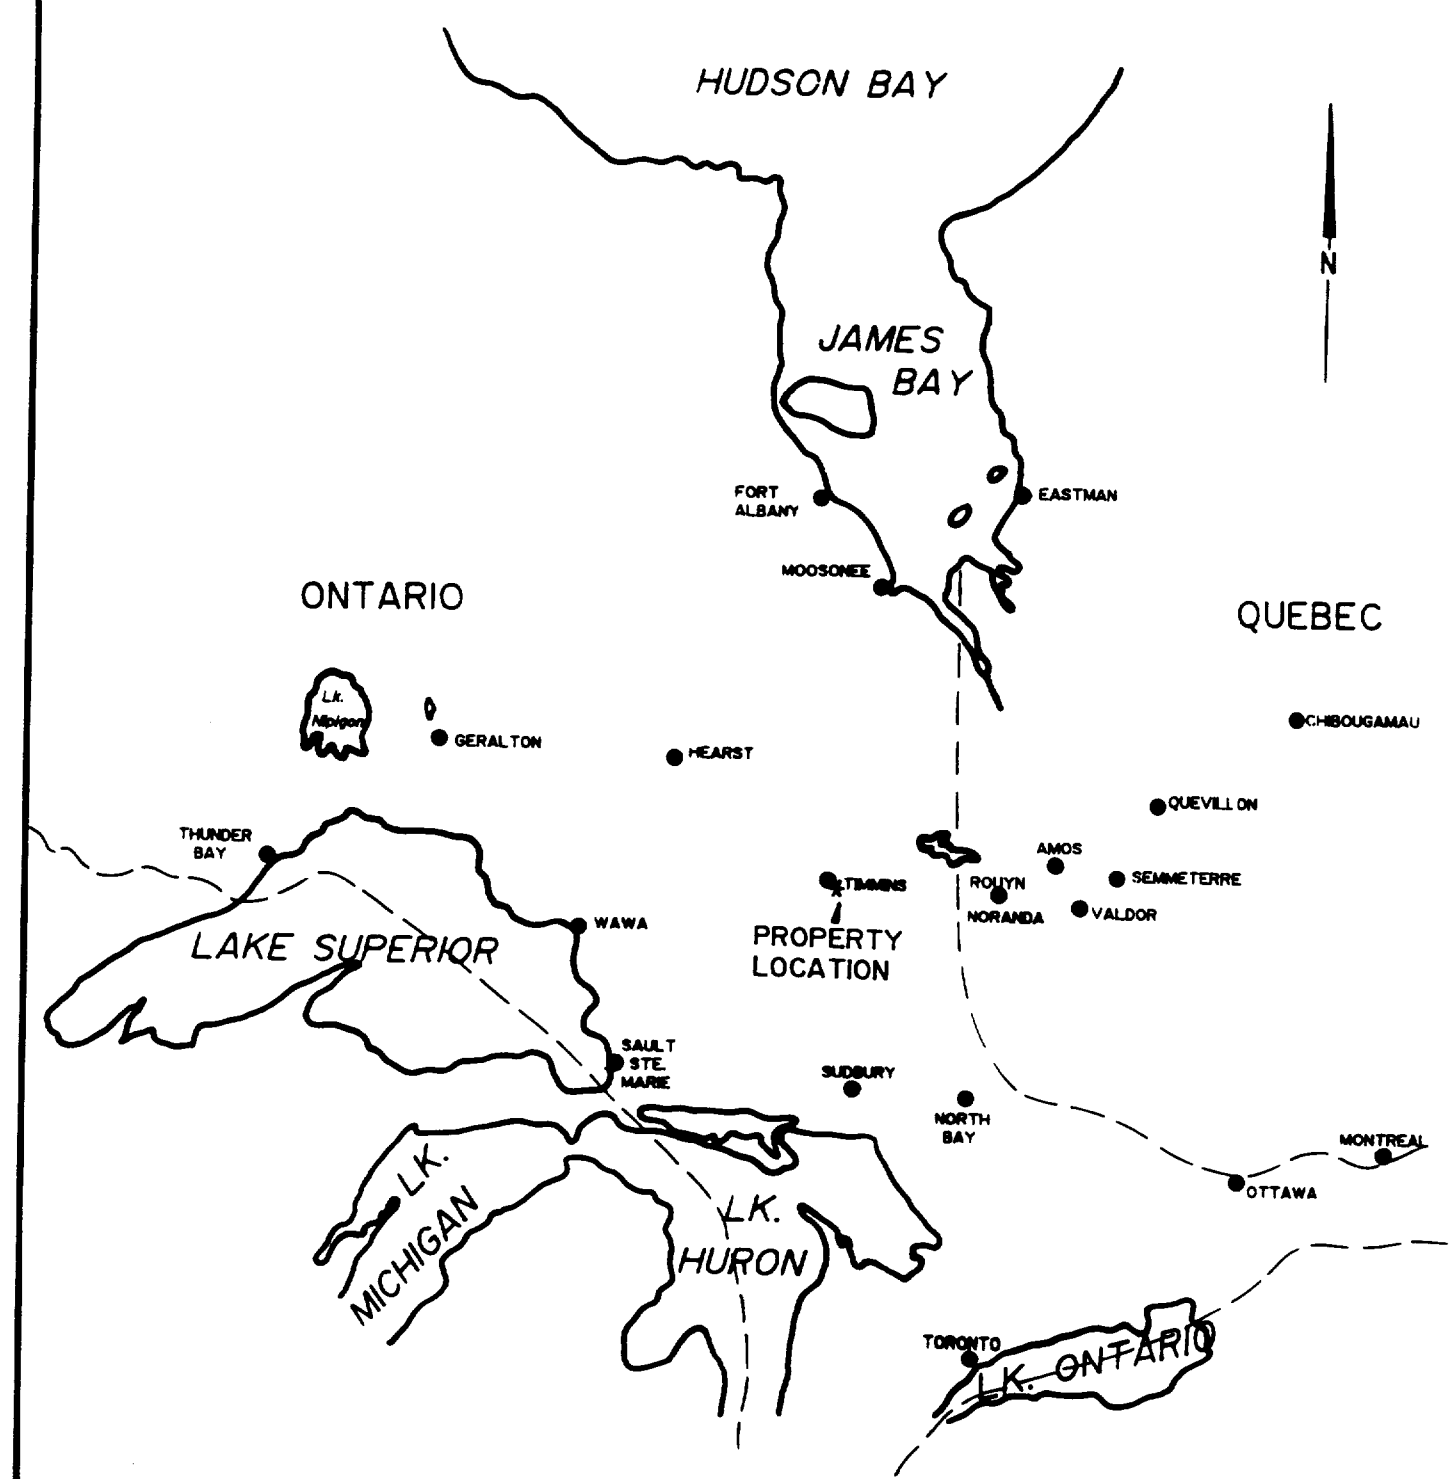 HUDSON BAY
N
JAMES
BAY
FORT
ALBANY
EASTMAN
MOOSONEE
ONTARIO
QUEBEC
Lk.
Nipigon
GERALTON
HEARST
CHIBOUGAMAU
QUEVILLON
THUNDER
BAY
AMOS
TIMMINS
ROUYN
NORANDA
SEMMETERRE
VALDOR
WAWA
PROPERTY
LOCATION
LAKE SUPERIOR
SAULT
STE.
MARIE
SUDBURY
NORTH
BAY
MONTREAL
OTTAWA
LK.
MICHIGAN
LK.
HURON
TORONTO
LK. ONTARIO